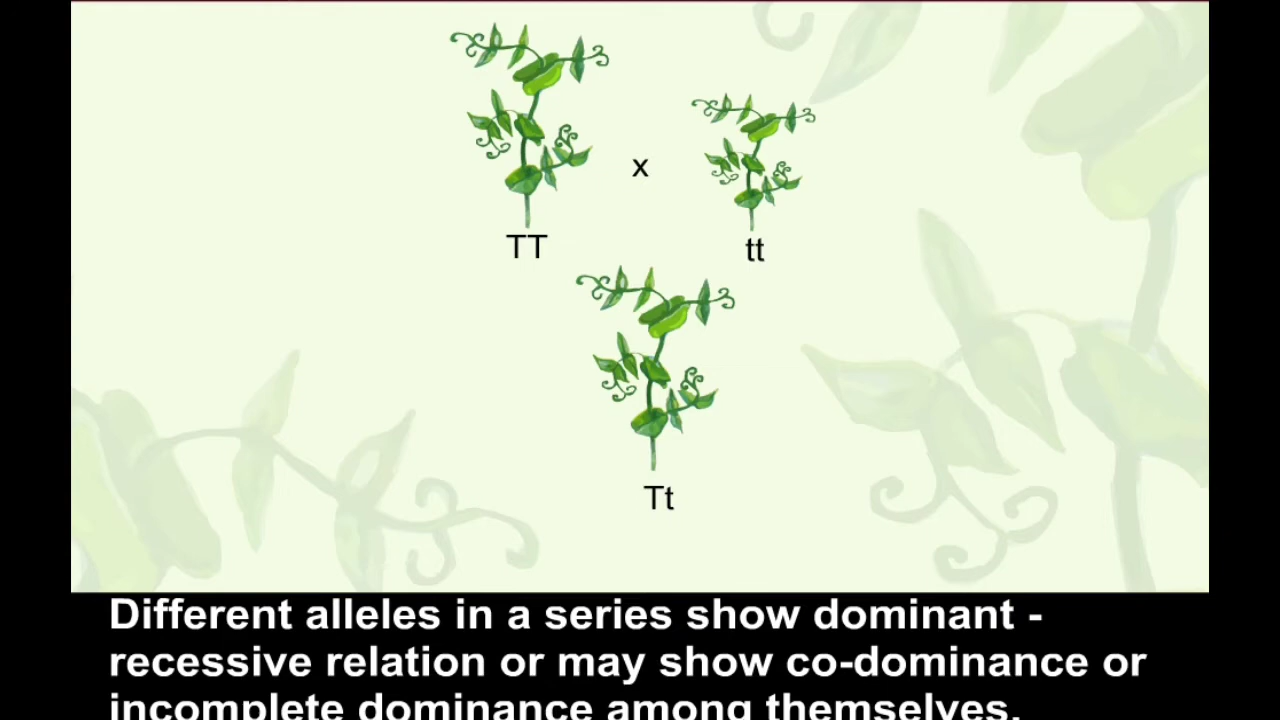 x
TT
tt
Tt
Different alleles in a series show dominant -
recessive relation or may show co-dominance or
incomplete dominance among themselves.